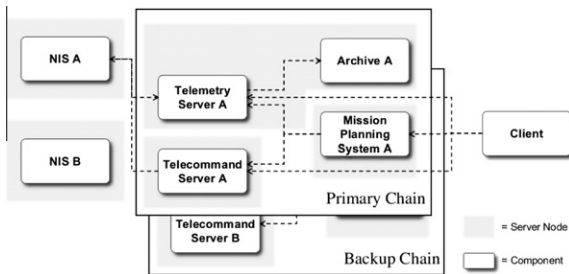 NIS A
Archive A
Telemetry
Server A
Mission
Planning
System A
Client
NIS B
Telecommand
Server A
Primary Chain
Telecommand
Server B
Backup Chain
= Server Node
= Component